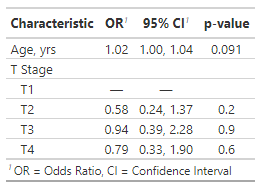 Characteristic OR¹ 95% CI¹ p-value
Age, yrs 1.02 1.00, 1.04 0.091
T Stage
T1 — —
T2 0.58 0.24, 1.37 0.2
T3 0.94 0.39, 2.28 0.9
T4 0.79 0.33, 1.90 0.6
¹ OR = Odds Ratio, CI = Confidence Interval